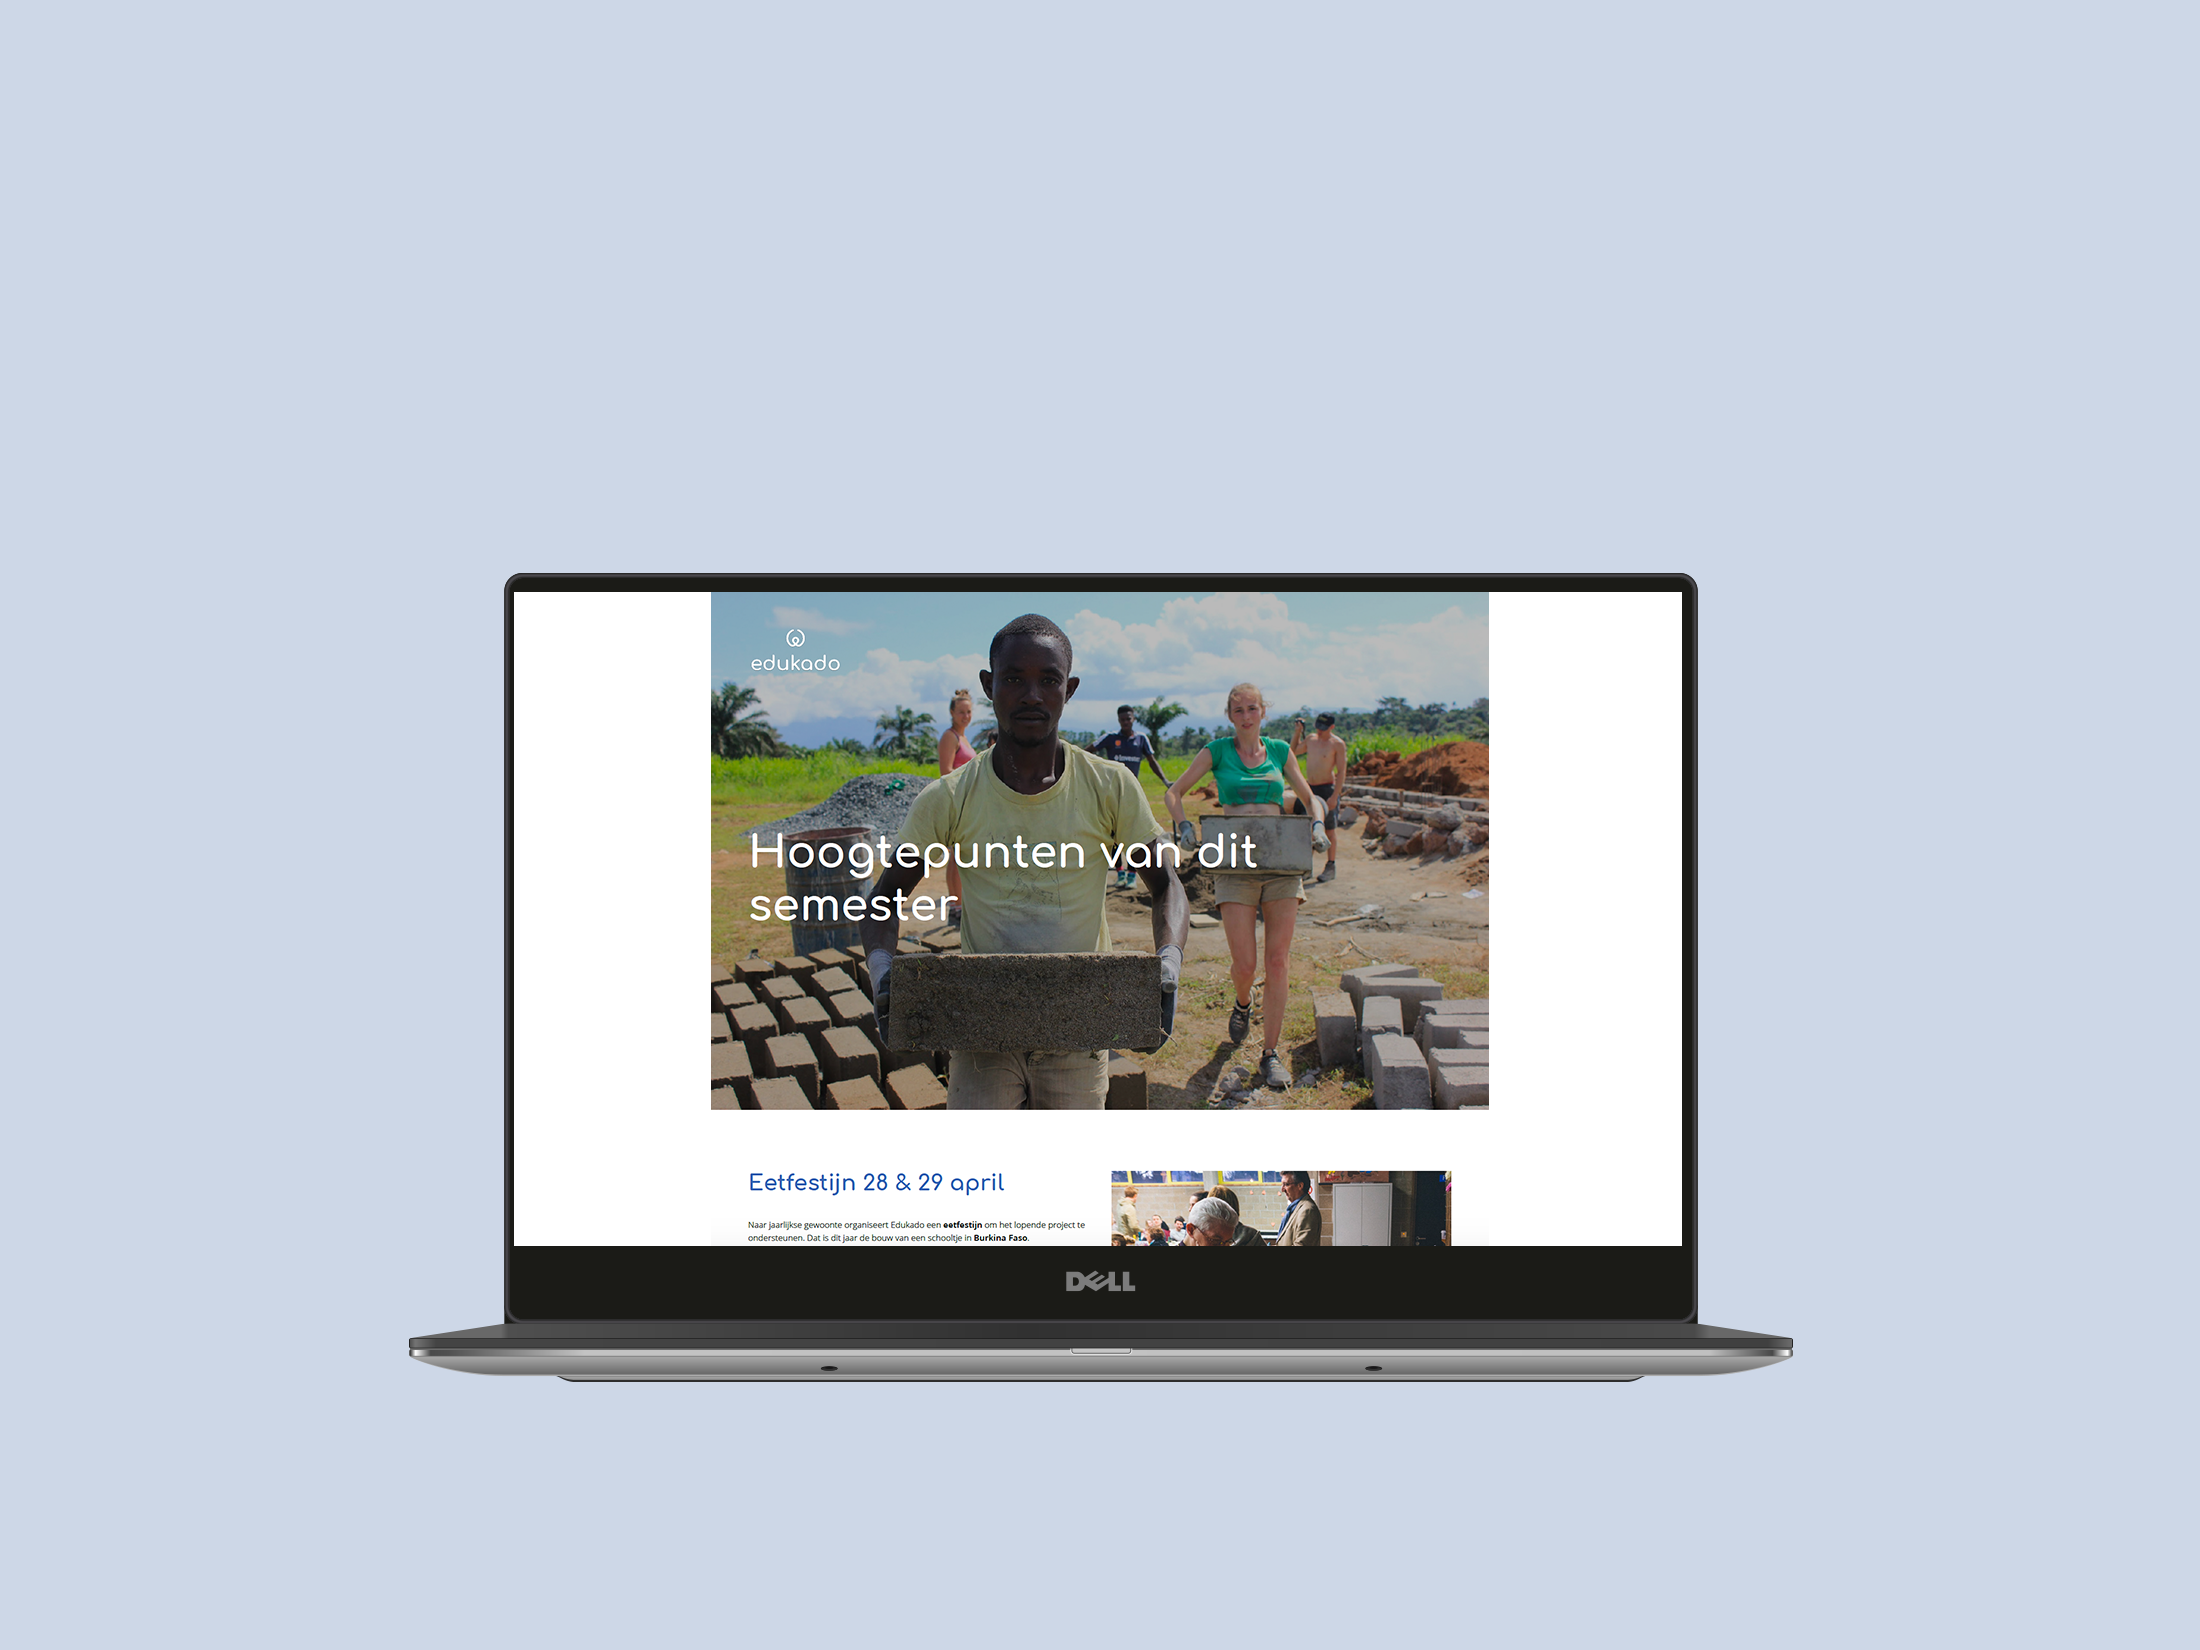 edukado
Hoogtepunten van dit
semester
Eetfestijn 28 & 29 april
Naar jaarlijkse gewoonte organiseert Edukado een eetfestijn om het lopende project te
ondersteunen. Dat is dit jaar de bouw van een schooltje in Burkina Faso.
DELL